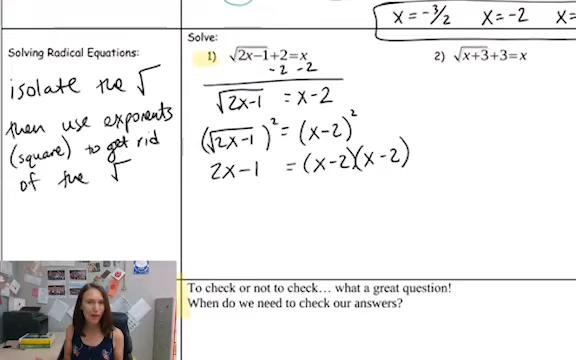 x = -3/2 x = -2 x =
Solving Radical Equations:
isolate the √
then use exponents
(square) to get rid
of the √
Solve:
1) √2x-1+2=x
-2 -2
√2x-1 = x-2
(√2x-1)² = (x-2)²
2x-1 = (x-2)(x-2)
2) √x+3+3=x
To check or not to check… what a great question!
When do we need to check our answers?